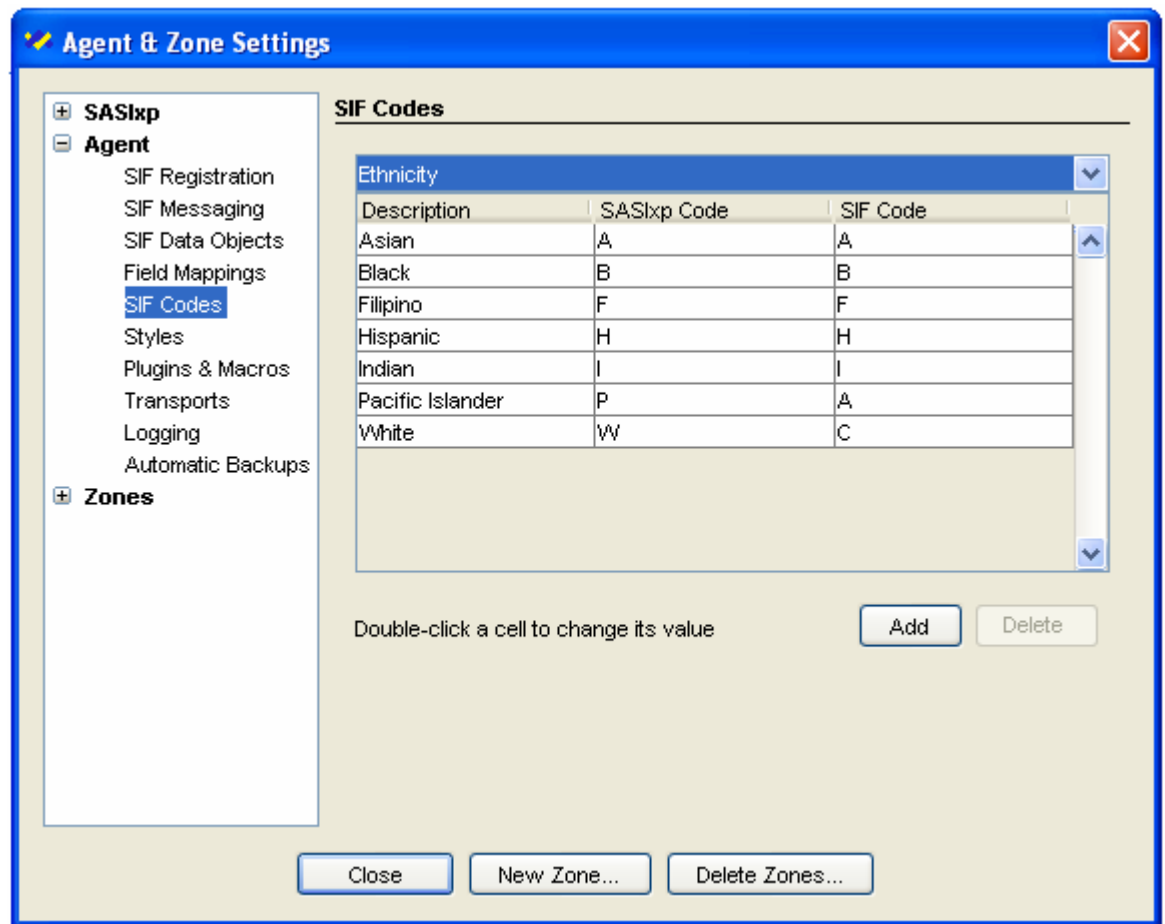 Agent & Zone Settings
SASIxp
Agent
SIF Registration
SIF Messaging
SIF Data Objects
Field Mappings
SIF Codes
Styles
Plugins & Macros
Transports
Logging
Automatic Backups
Zones
SIF Codes
Ethnicity
Description SASIxp Code SIF Code
Asian A A
Black B B
Filipino F F
Hispanic H H
Indian I I
Pacific Islander P A
White W C
Double-click a cell to change its value Add Delete
Close New Zone... Delete Zones...